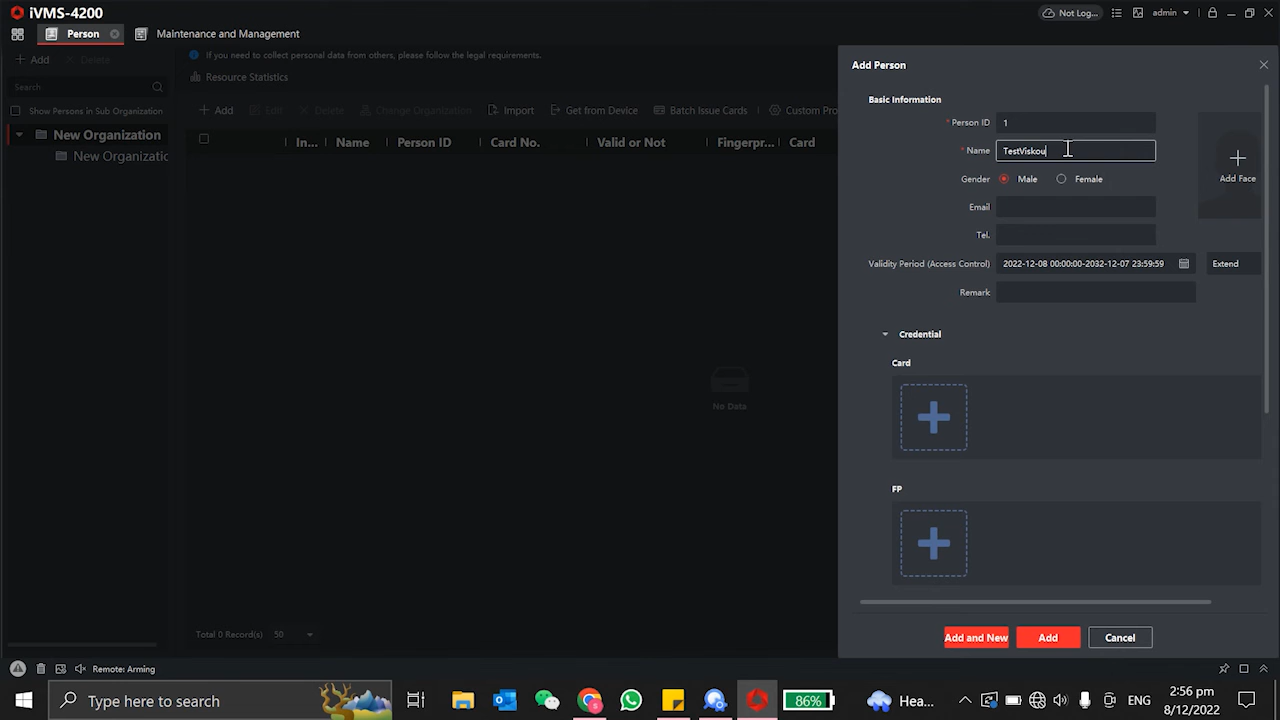 iVMS-4200
Not Log...
admin
Person
Maintenance and Management
Add
Delete
Search
Show Persons in Sub Organization
New Organization
New Organizatic
If you need to collect personal data from others, please follow the legal requirements.
Resource Statistics
Add
Edit
Delete
Change Organization
Import
Get from Device
Batch Issue Cards
Custom Pro
In...
Name
Person ID
Card No.
Valid or Not
Fingerpr...
Card
No Data
Total 0 Record(s)
50
Add Person
Basic Information
* Person ID
1
* Name
TestViskou
Gender
Male
Female
Email
Tel.
Validity Period (Access Control)
2022-12-08 00:00:00-2032-12-07 23:59:59
Extend
Remark
Add Face
Credential
Card
FP
Add and New
Add
Cancel
Remote: Arming
Type here to search
86%
Hea...
ENG
2:56 pm
8/12/2022